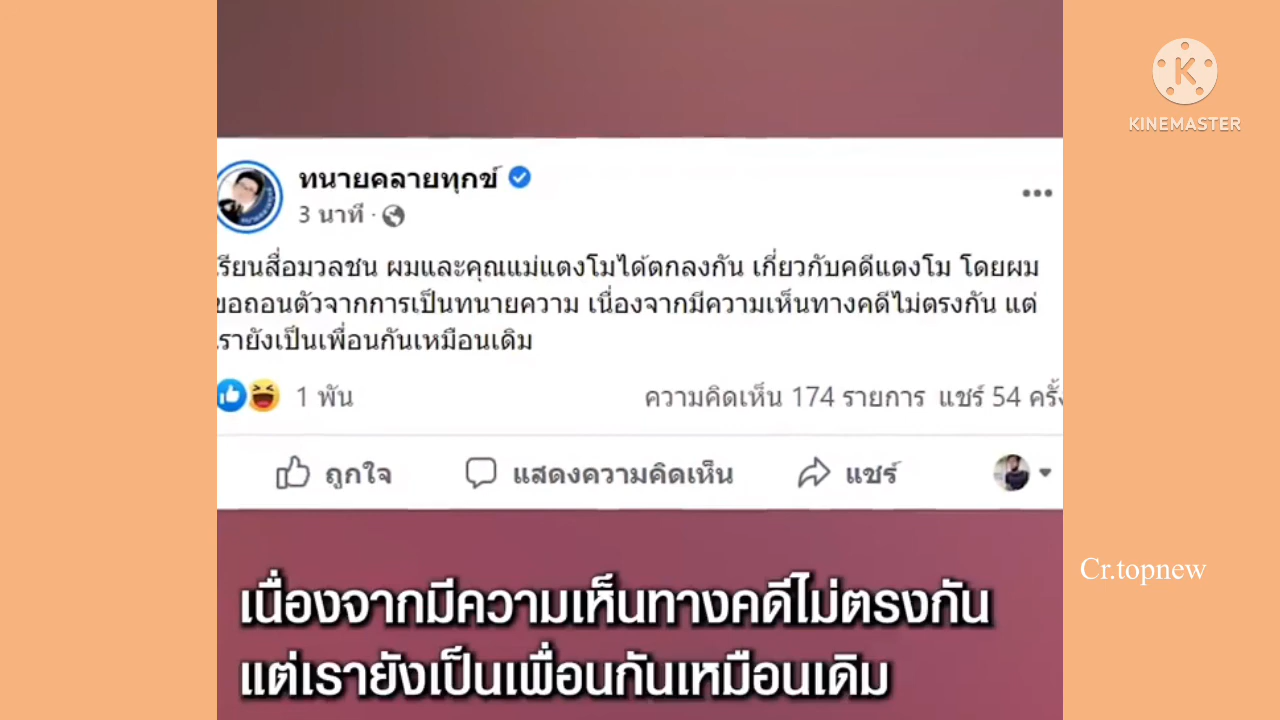 KINEMASTER
ทนายคลายทุกข์
3 นาที ·
เรียนสื่อมวลชน ผมและคุณแม่แตงโมได้ตกลงกัน เกี่ยวกับคดีแตงโม โดยผม
ขอถอนตัวจากการเป็นทนายความ เนื่องจากมีความเห็นทางคดีไม่ตรงกัน แต่
เรายังเป็นเพื่อนกันเหมือนเดิม
1 พัน ความคิดเห็น 174 รายการ แชร์ 54 ครั้ง
ถูกใจ แสดงความคิดเห็น แชร์
Cr.topnew
เนื่องจากมีความเห็นทางคดีไม่ตรงกัน
แต่เรายังเป็นเพื่อนกันเหมือนเดิม